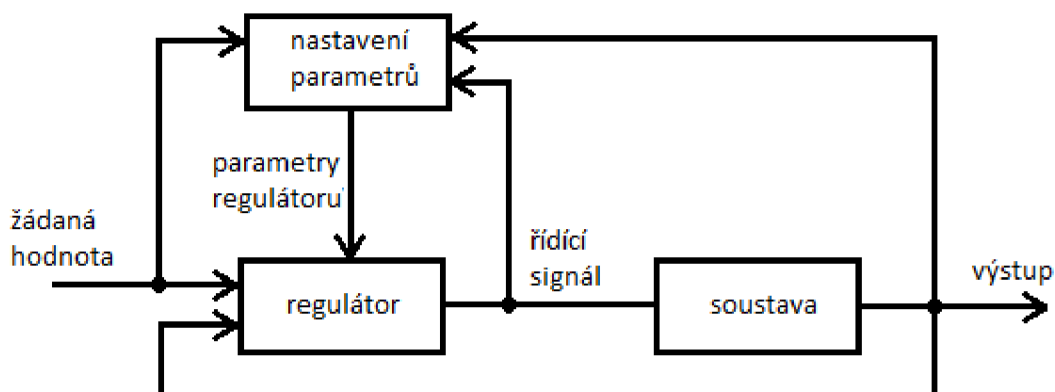 nastavení
parametrů
parametry
regulátoru
žádaná
hodnota
řídící
signál
výstup
regulátor
soustava